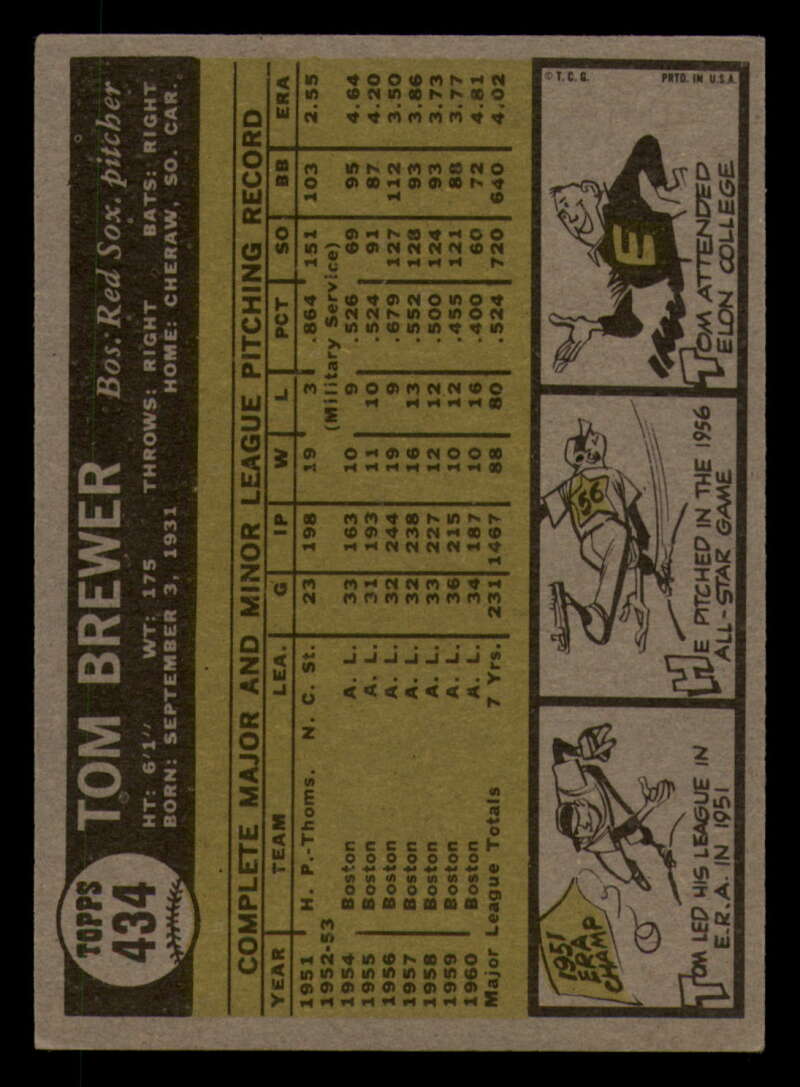 TOPPS
434
TOM BREWER Bos. Red Sox, pitcher
HT: 6'1" WT: 175 THROWS: RIGHT BATS: RIGHT
BORN: SEPTEMBER 3, 1931 HOME: CHERAW, SO. CAR.
COMPLETE MAJOR AND MINOR LEAGUE PITCHING RECORD
YEAR TEAM LEA. G IP W L PCT SO BB ERA
1951 H. P.-Thoms. N. C. St. 23 198 19 3 .864 151 103 2.55
1952-53 (Military Service)
1954 Boston A. L. 33 163 10 9 .526 69 95 4.64
1955 Boston A. L. 31 193 11 10 .524 91 87 4.20
1956 Boston A. L. 32 244 19 9 .679 127 112 3.50
1957 Boston A. L. 32 238 16 13 .552 128 93 3.86
1958 Boston A. L. 33 227 12 12 .500 124 93 3.73
1959 Boston A. L. 36 215 10 12 .455 121 88 3.77
1960 Boston A. L. 34 187 10 16 .400 60 72 4.81
Major League Totals 7 Yrs. 231 1467 88 80 .524 720 640 4.02
1951
ERA
CHAMP
TOM LED HIS LEAGUE IN
E.R.A. IN 1951
56
HE PITCHED IN THE 1956
ALL-STAR GAME
© T. C. G. PRTD. IN U.S.A.
E
TOM ATTENDED
ELON COLLEGE